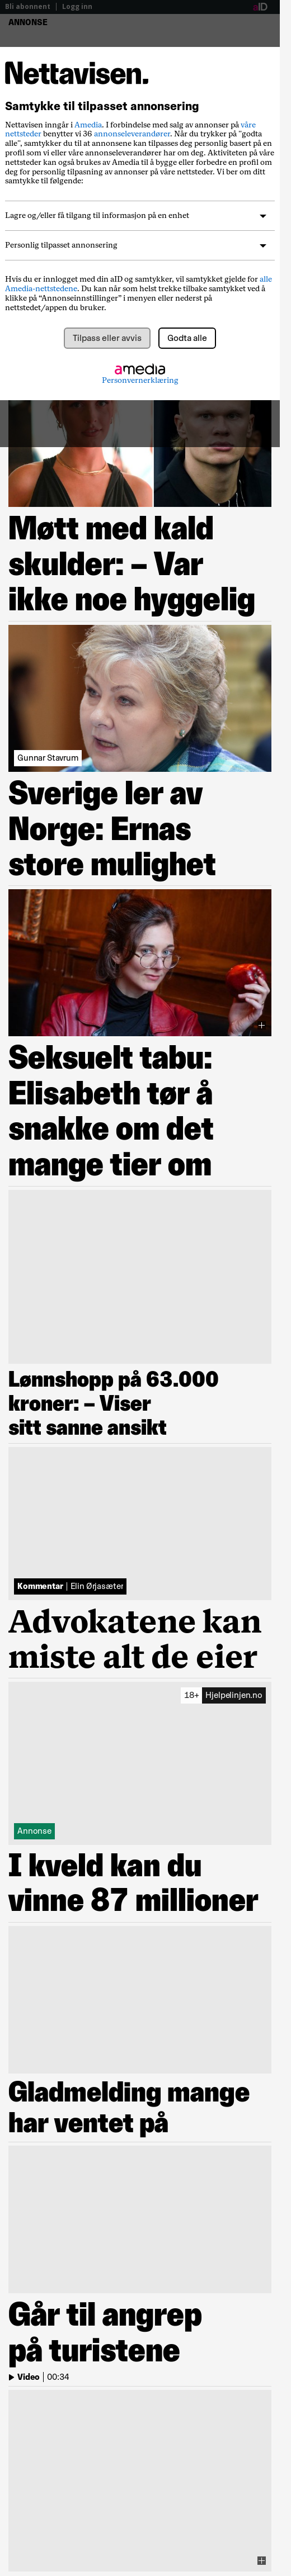 Bli abonnent | Logg inn
aID
ANNONSE
Nettavisen.
Samtykke til tilpasset annonsering
Nettavisen inngår i Amedia. I forbindelse med salg av annonser på våre
nettsteder benytter vi 36 annonseleverandører. Når du trykker på "godta
alle", samtykker du til at annonsene kan tilpasses deg personlig basert på en
profil som vi eller våre annonseleverandører har om deg. Aktiviteten på våre
nettsteder kan også brukes av Amedia til å bygge eller forbedre en profil om
deg for personlig tilpasning av annonser på våre nettsteder. Vi ber om ditt
samtykke til følgende:
Lagre og/eller få tilgang til informasjon på en enhet
Personlig tilpasset annonsering
Hvis du er innlogget med din aID og samtykker, vil samtykket gjelde for alle
Amedia-nettstedene. Du kan når som helst trekke tilbake samtykket ved å
klikke på “Annonseinnstillinger” i menyen eller nederst på
nettstedet/appen du bruker.
Tilpass eller avvis
Godta alle
amedia
Personvernerklæring
Møtt med kald
skulder: – Var
ikke noe hyggelig
Gunnar Stavrum
Sverige ler av
Norge: Ernas
store mulighet
Seksuelt tabu:
Elisabeth tør å
snakke om det
mange tier om
Lønnshopp på 63.000
kroner: – Viser
sitt sanne ansikt
Kommentar | Elin Ørjasæter
Advokatene kan
miste alt de eier
18+ Hjelpelinjen.no
Annonse
I kveld kan du
vinne 87 millioner
Gladmelding mange
har ventet på
Går til angrep
på turistene
Video | 00:34